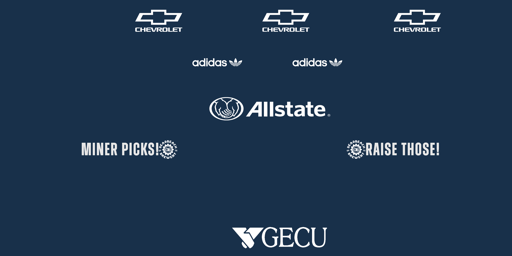 CHEVROLET CHEVROLET CHEVROLET
adidas adidas
Allstate.
MINER PICKS! RAISE THOSE!
GECU